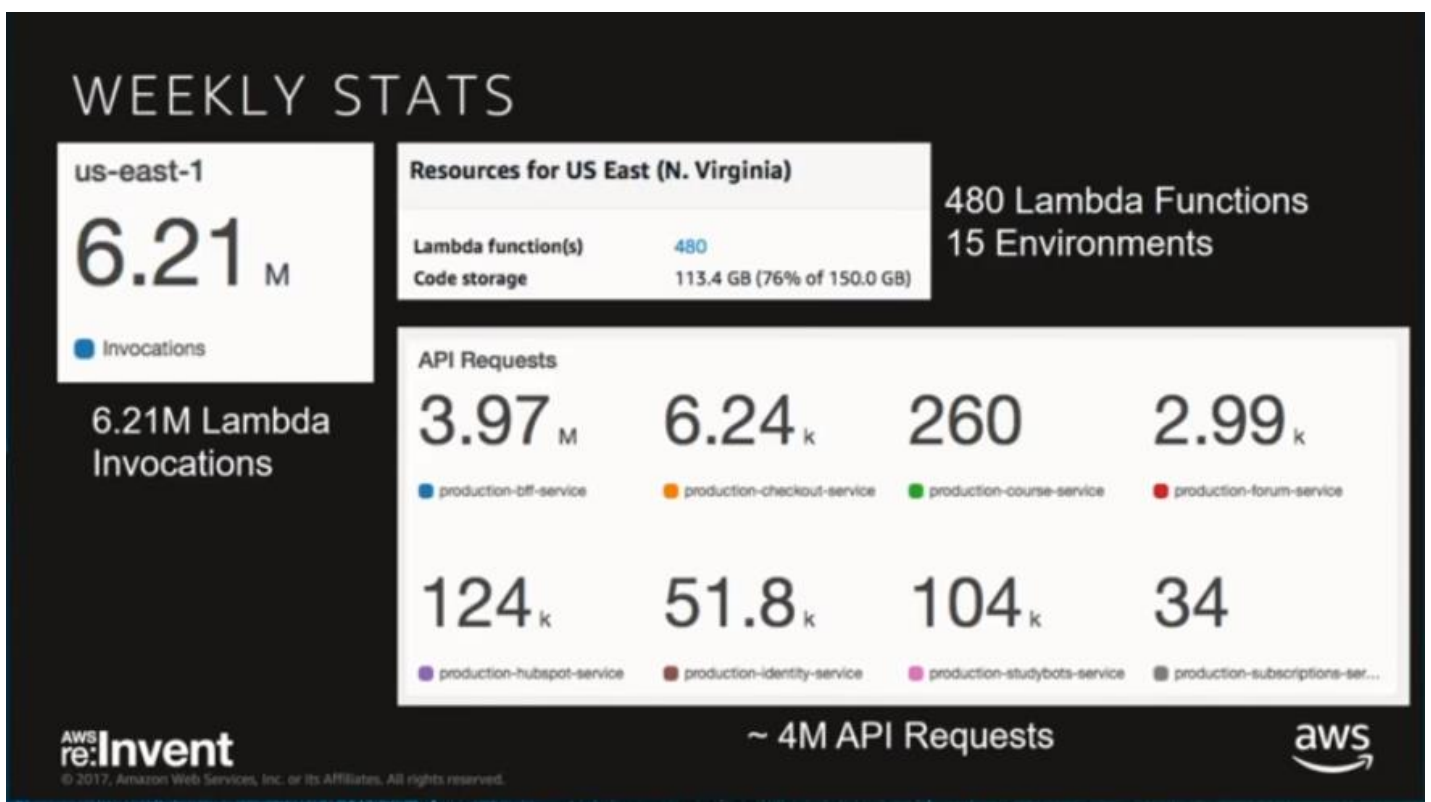 WEEKLY STATS
us-east-1
6.21 M
Invocations
6.21M Lambda
Invocations
Resources for US East (N. Virginia)
Lambda function(s) 480
Code storage 113.4 GB (76% of 150.0 GB)
480 Lambda Functions
15 Environments
API Requests
3.97 M 6.24 k 260 2.99 k
production-bff-service production-checkout-service production-course-service production-forum-service
124 k 51.8 k 104 k 34
production-hubspot-service production-identity-service production-studybots-service production-subscriptions-ser...
~ 4M API Requests
AWS
re:Invent
aws
© 2017, Amazon Web Services, Inc. or its Affiliates. All rights reserved.